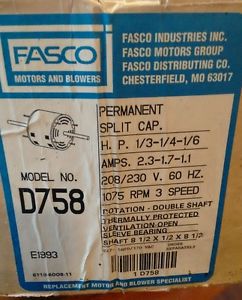 FASCO
MOTORS AND BLOWERS
FASCO INDUSTRIES INC.
FASCO MOTORS GROUP
FASCO DISTRIBUTING CO.
CHESTERFIELD, MO 63017
MODEL NO.
D758
E1993
PERMANENT
SPLIT CAP.
H. P. 1/3-1/4-1/6
AMPS. 2.3-1.7-1.1
208/230 V. 60 HZ.
1075 RPM 3 SPEED
ROTATION - DOUBLE SHAFT
THERMALLY PROTECTED
VENTILATION OPEN
SLEEVE BEARING
SHAFT 8 1/2 X 1/2 X 8 1/2
1 D758
REPLACEMENT MOTOR AND BLOWER SPECIALIST